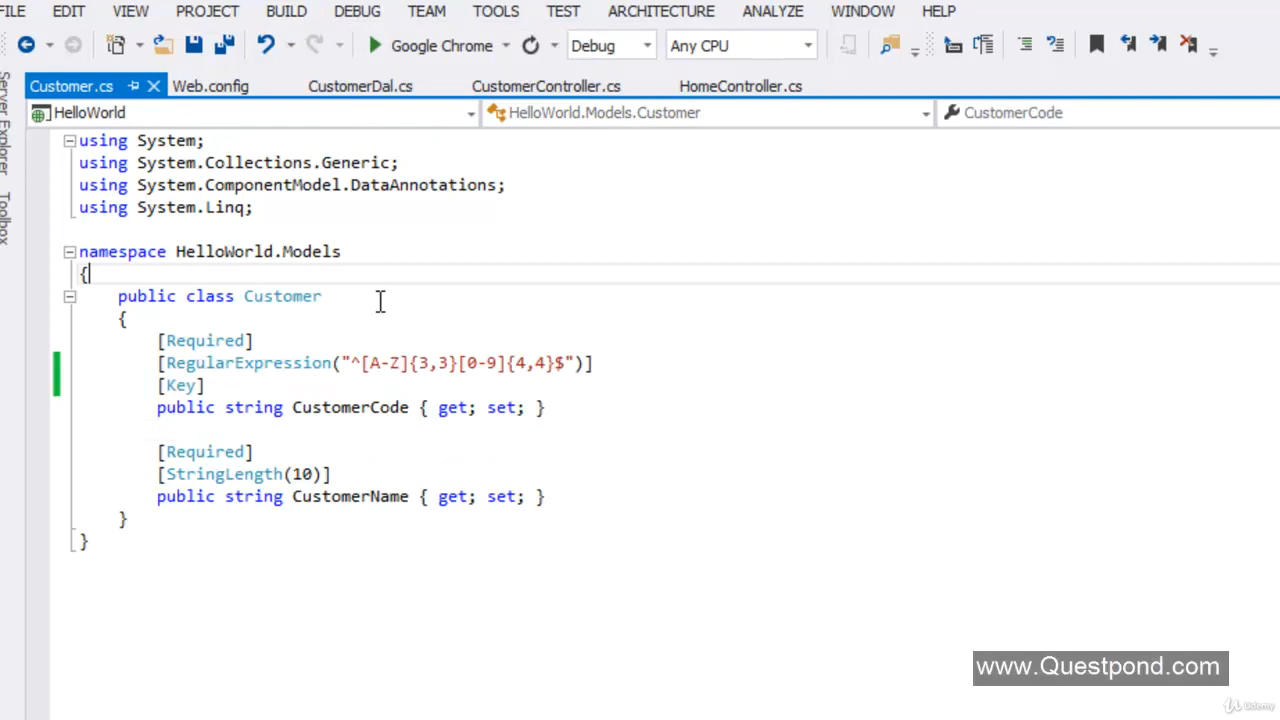 FILE EDIT VIEW PROJECT BUILD DEBUG TEAM TOOLS TEST ARCHITECTURE ANALYZE WINDOW HELP
Google Chrome Debug Any CPU
Customer.cs Web.config CustomerDal.cs CustomerController.cs HomeController.cs
HelloWorld HelloWorld.Models.Customer CustomerCode
Server Explorer
Toolbox
using System;
using System.Collections.Generic;
using System.ComponentModel.DataAnnotations;
using System.Linq;
namespace HelloWorld.Models
{
public class Customer
{
[Required]
[RegularExpression("^[A-Z]{3,3}[0-9]{4,4}$")]
[Key]
public string CustomerCode { get; set; }
[Required]
[StringLength(10)]
public string CustomerName { get; set; }
}
}
www.Questpond.com
Udemy